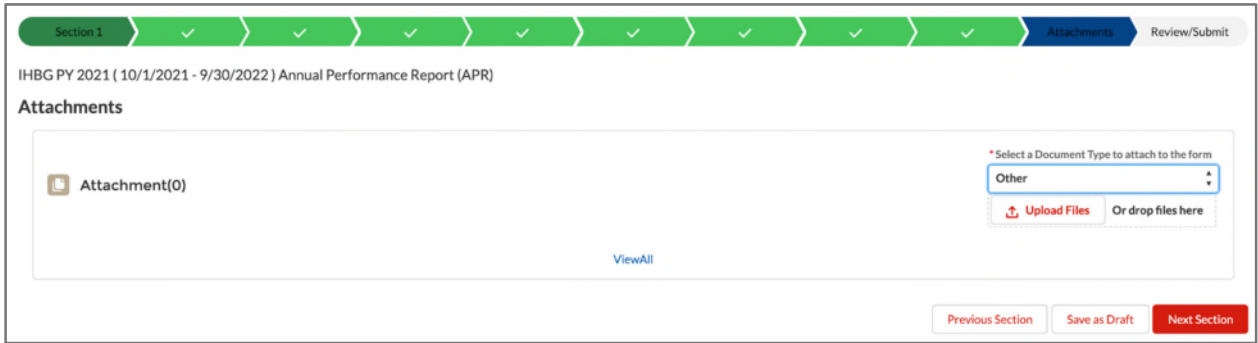 Section 1
Attachments
Review/Submit
IHBG PY 2021 ( 10/1/2021 - 9/30/2022 ) Annual Performance Report (APR)
Attachments
*Select a Document Type to attach to the form
Other
Attachment(0)
Upload Files
Or drop files here
ViewAll
Previous Section
Save as Draft
Next Section